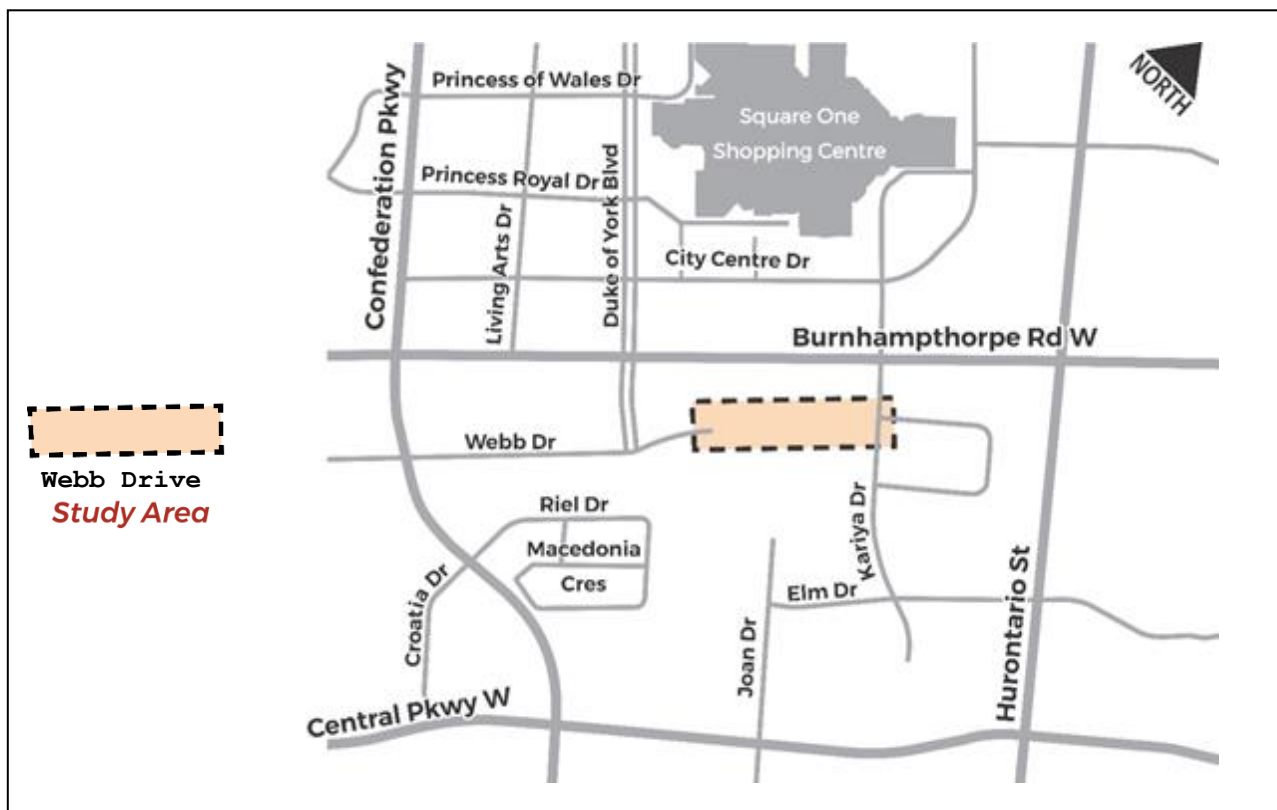 NORTH
Princess of Wales Dr
Confederation Pkwy
Square One
Shopping Centre
Princess Royal Dr
Living Arts Dr
Duke of York Blvd
City Centre Dr
Burnhampthorpe Rd W
Webb Dr
Webb Drive
Study Area
Riel Dr
Macedonia
Cres
Croatia Dr
Kariya Dr
Elm Dr
Joan Dr
Hurontario St
Central Pkwy W